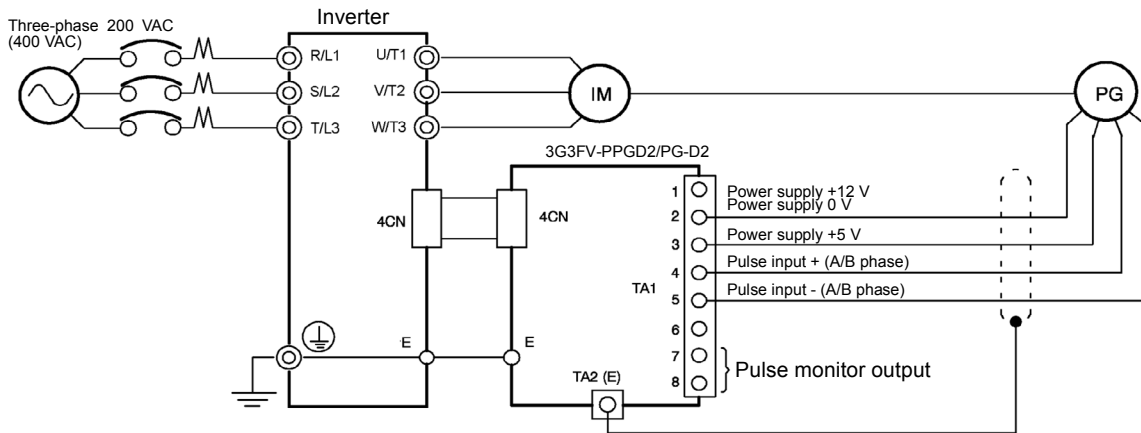 Three-phase 200 VAC
(400 VAC)
Inverter
R/L1
U/T1
S/L2
V/T2
T/L3
W/T3
IM
PG
3G3FV-PPGD2/PG-D2
4CN
4CN
1
Power supply +12 V
2
Power supply 0 V
3
Power supply +5 V
4
Pulse input + (A/B phase)
TA1
5
Pulse input - (A/B phase)
6
7
8
Pulse monitor output
E
E
TA2 (E)